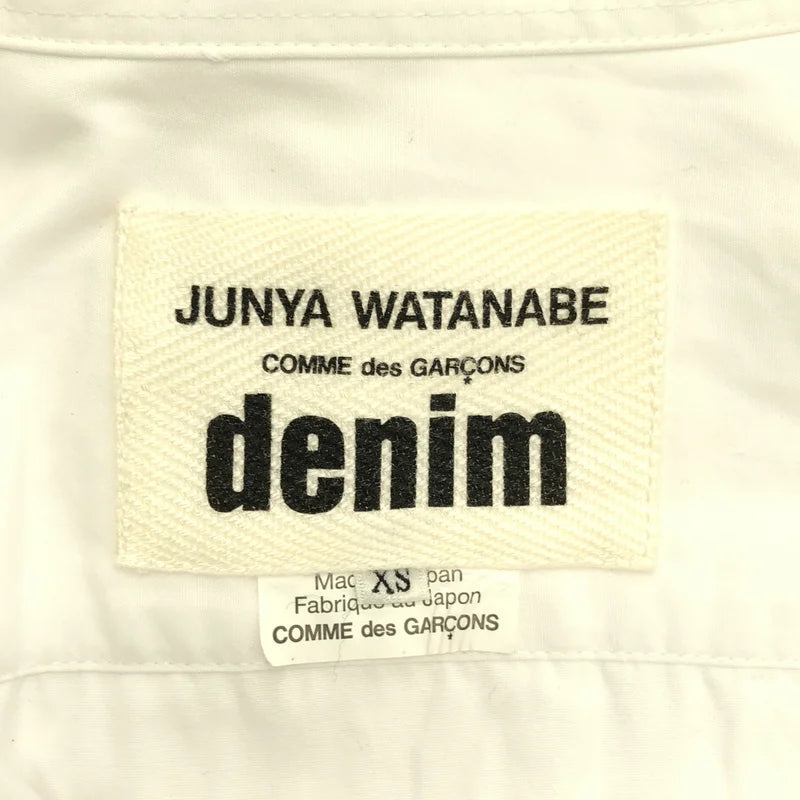 JUNYA WATANABE
COMME des GARÇONS
denim
XS
Fabriqué au Japon
COMME des GARÇONS